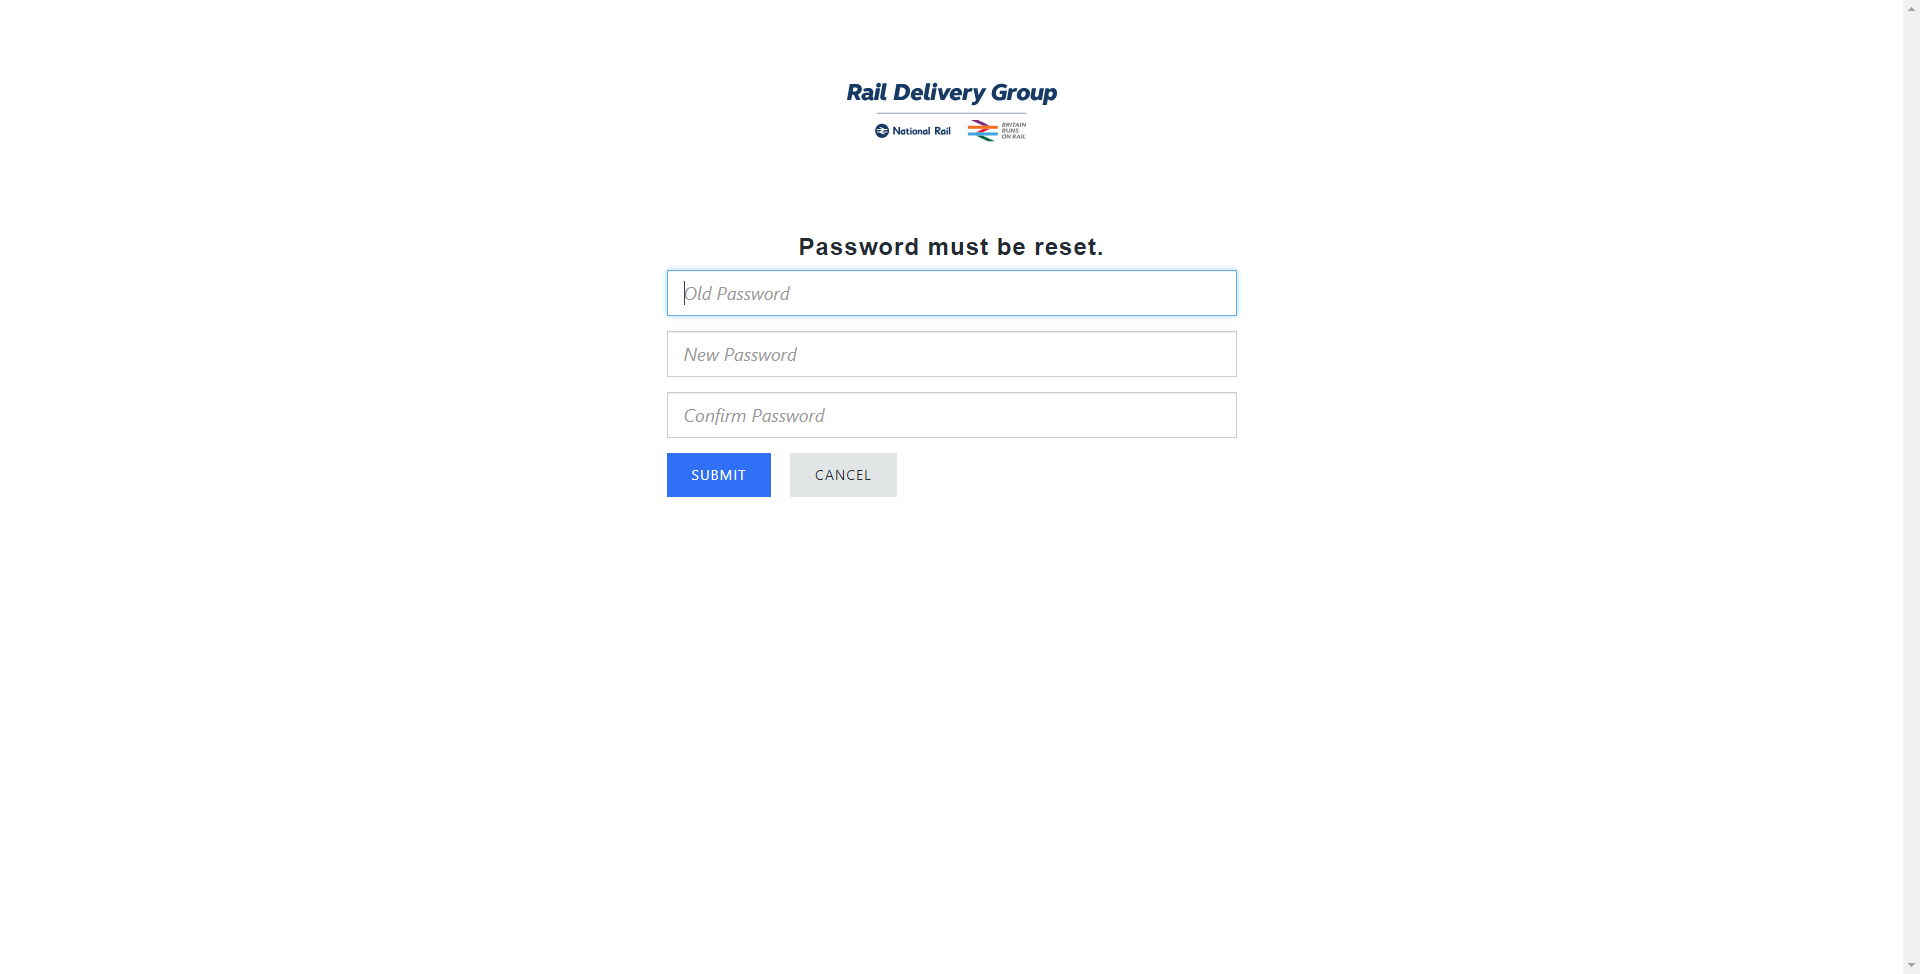 Rail Delivery Group
National Rail
BRITAIN
RUNS
ON RAIL
Password must be reset.
Old Password
New Password
Confirm Password
SUBMIT CANCEL